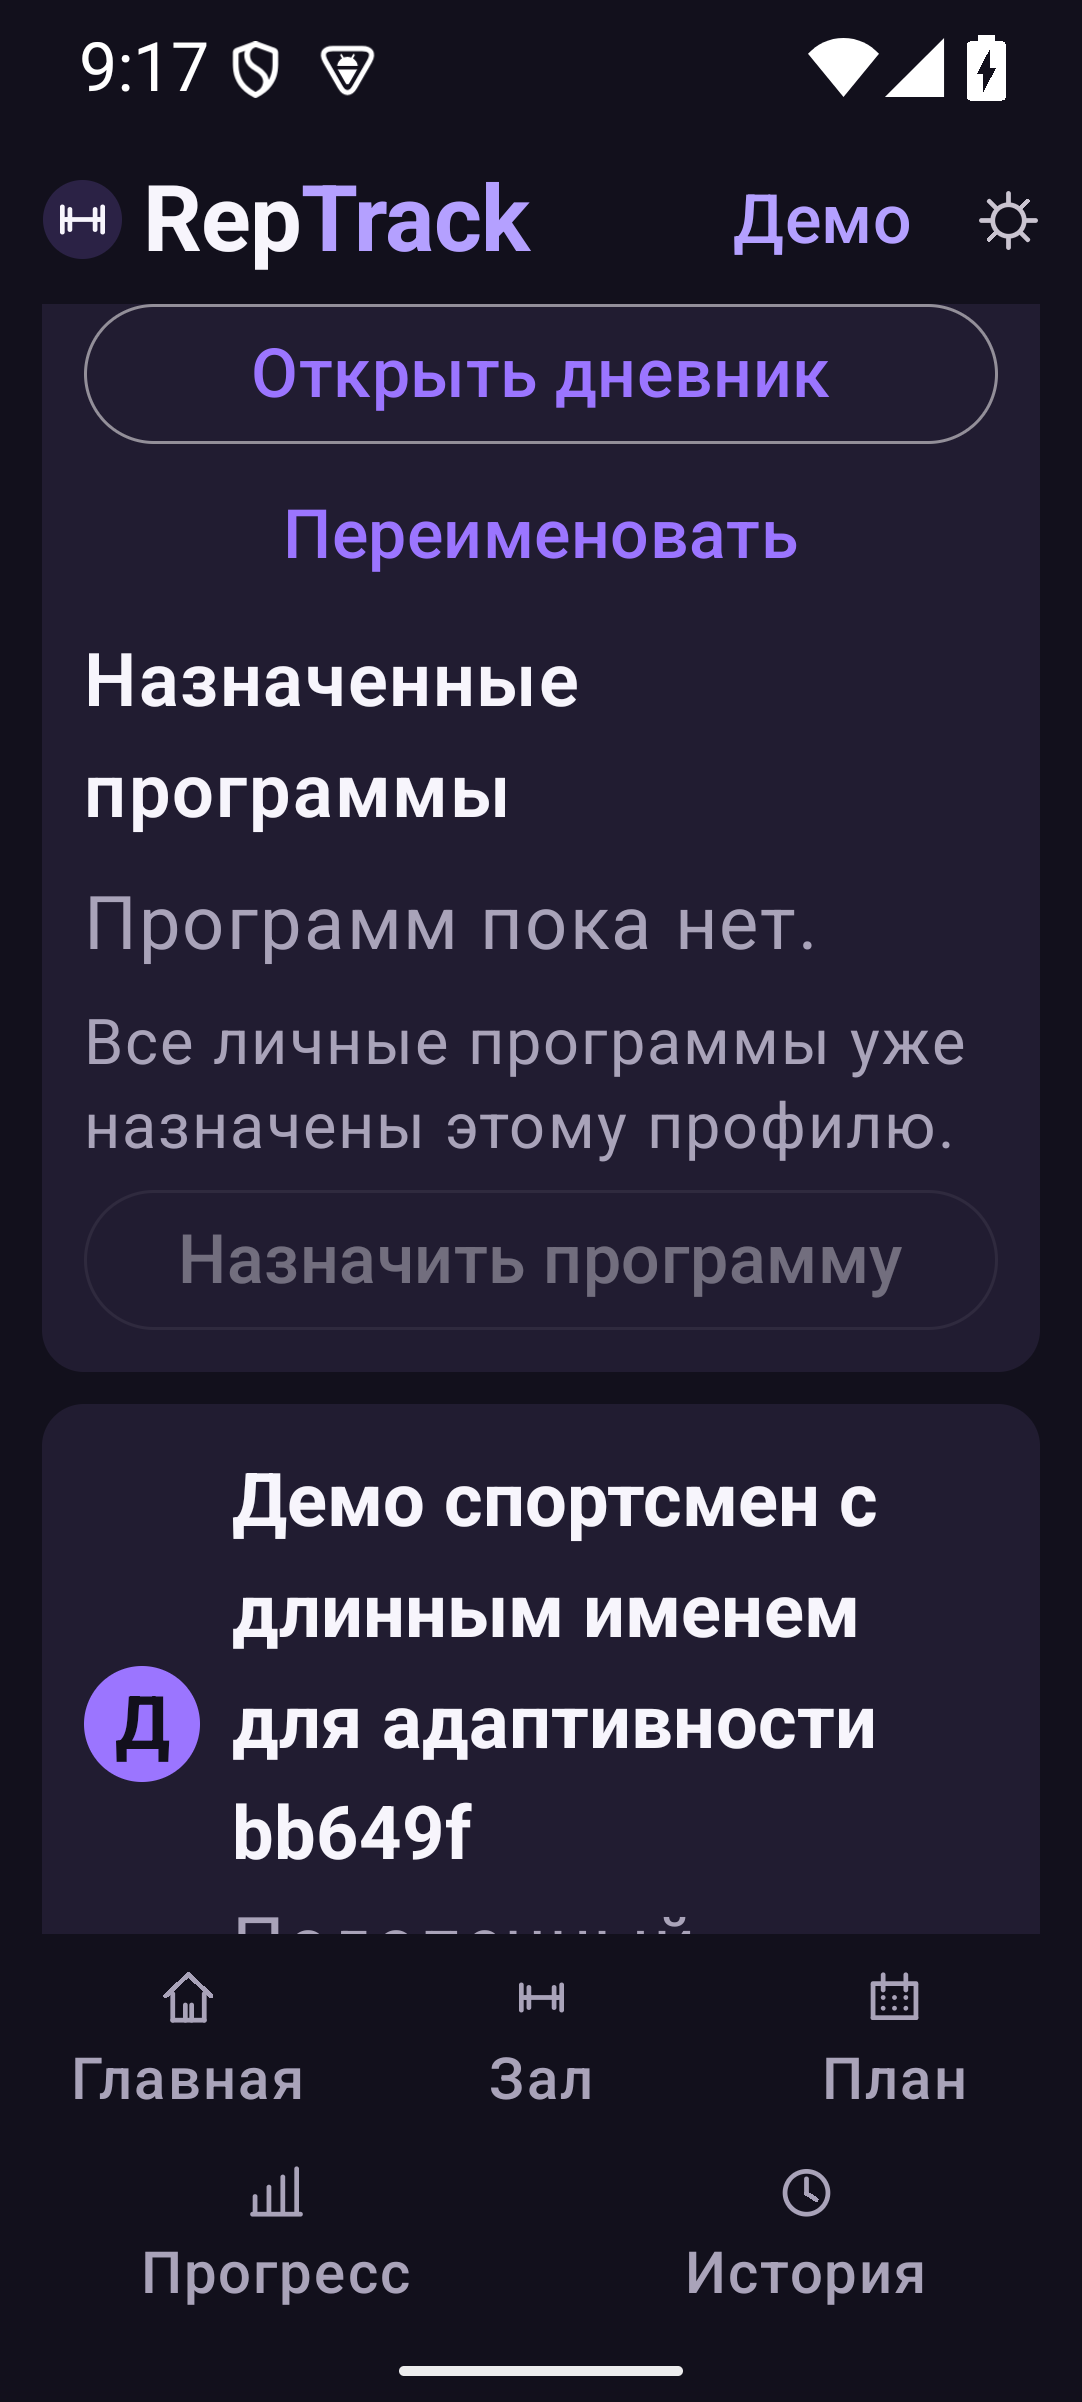 9:17
RepTrack
Демо
Открыть дневник
Переименовать
Назначенные
программы
Программ пока нет.
Все личные программы уже
назначены этому профилю.
Назначить программу
Демо спортсмен с
длинным именем
Д
для адаптивности
bb649f
Главная
Зал
План
Прогресс
История